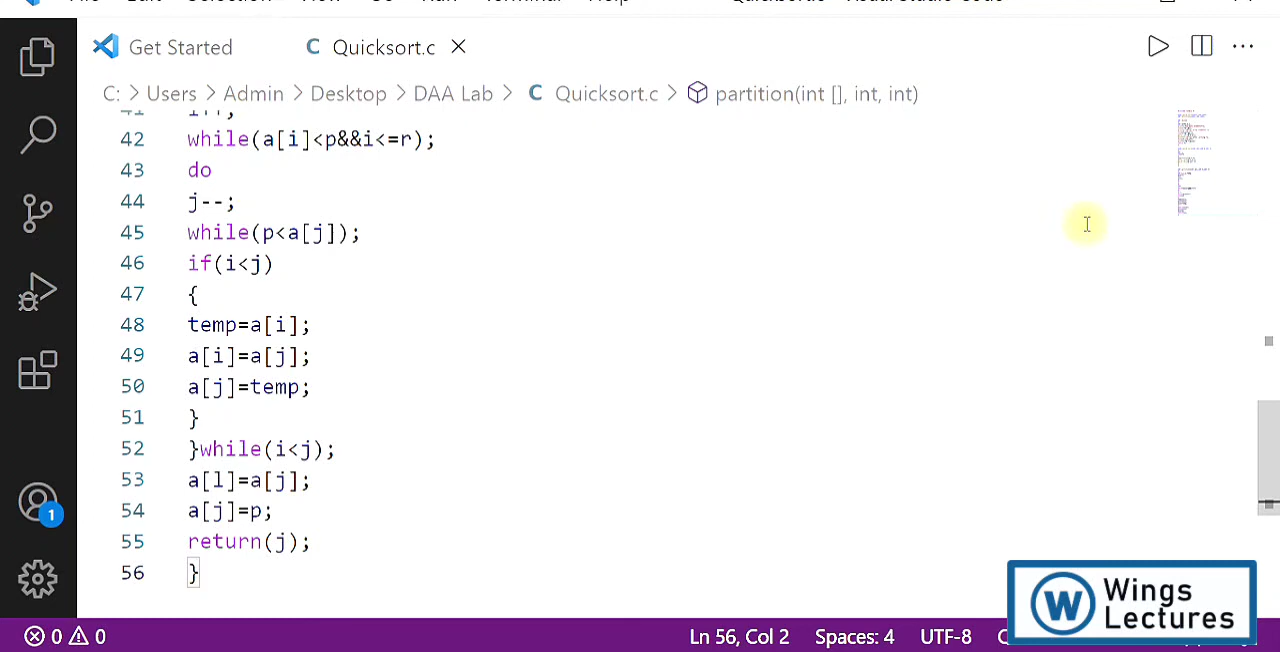 Get Started
C Quicksort.c
C: > Users > Admin > Desktop > DAA Lab > C Quicksort.c > partition(int [], int, int)
41 i++;
42 while(a[i]<p&&i<=r);
43 do
44 j--;
45 while(p<a[j]);
46 if(i<j)
47 {
48 temp=a[i];
49 a[i]=a[j];
50 a[j]=temp;
51 }
52 }while(i<j);
53 a[l]=a[j];
54 a[j]=p;
55 return(j);
56 }
1
W Wings
Lectures
0 0 Ln 56, Col 2 Spaces: 4 UTF-8